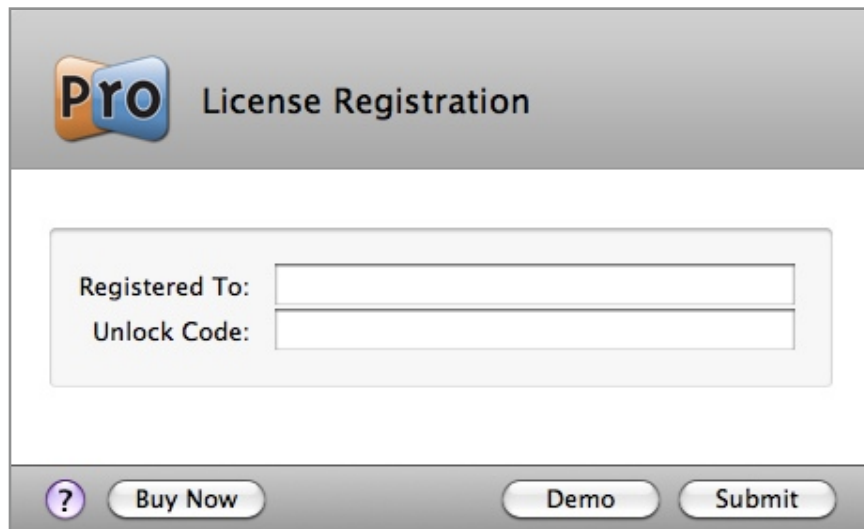 Pro License Registration
Registered To:
Unlock Code:
? Buy Now Demo Submit